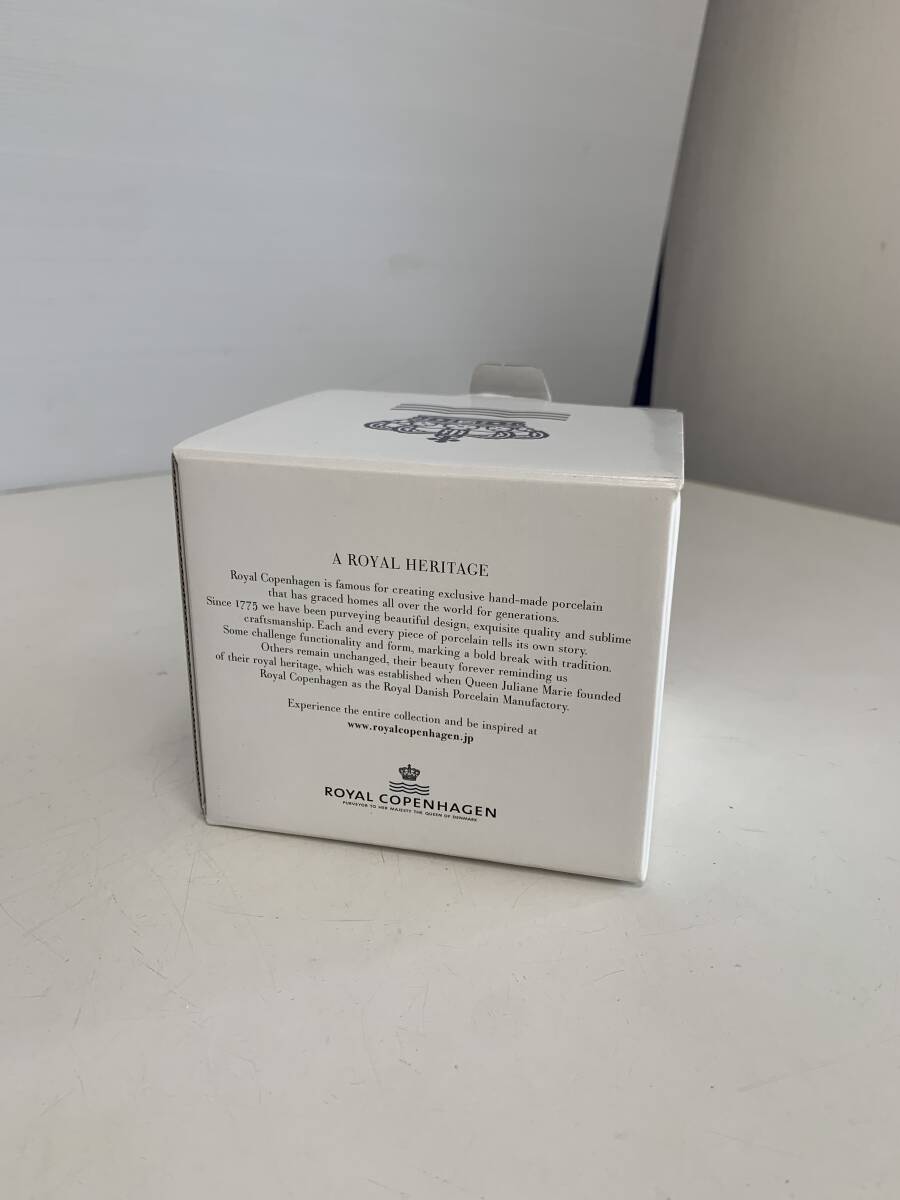 A ROYAL HERITAGE
Royal Copenhagen is famous for creating exclusive hand-made porcelain
that has graced homes all over the world for generations.
Since 1775 we have been purveying beautiful design, exquisite quality and sublime
craftsmanship. Each and every piece of porcelain tells its own story.
Some challenge functionality and form, marking a bold break with tradition.
Others remain unchanged, their beauty forever reminding us
of their royal heritage, which was established when Queen Juliane Marie founded
Royal Copenhagen as the Royal Danish Porcelain Manufactory.
Experience the entire collection and be inspired at
www.royalcopenhagen.jp
ROYAL COPENHAGEN
PURVEYOR TO HER MAJESTY THE QUEEN OF DENMARK